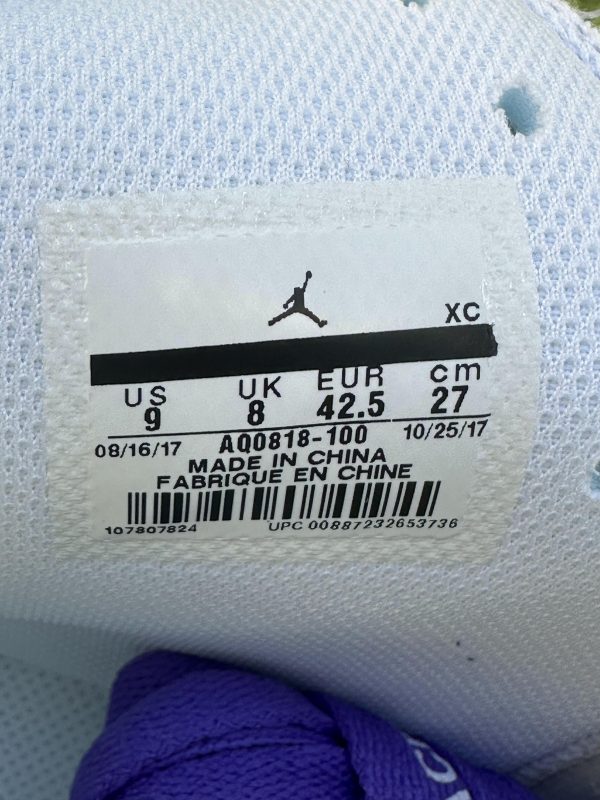 XC
US UK EUR cm
9 8 42.5 27
08/16/17 AQ0818-100 10/25/17
MADE IN CHINA
FABRIQUE EN CHINE
107807824 UPC 00887232653736